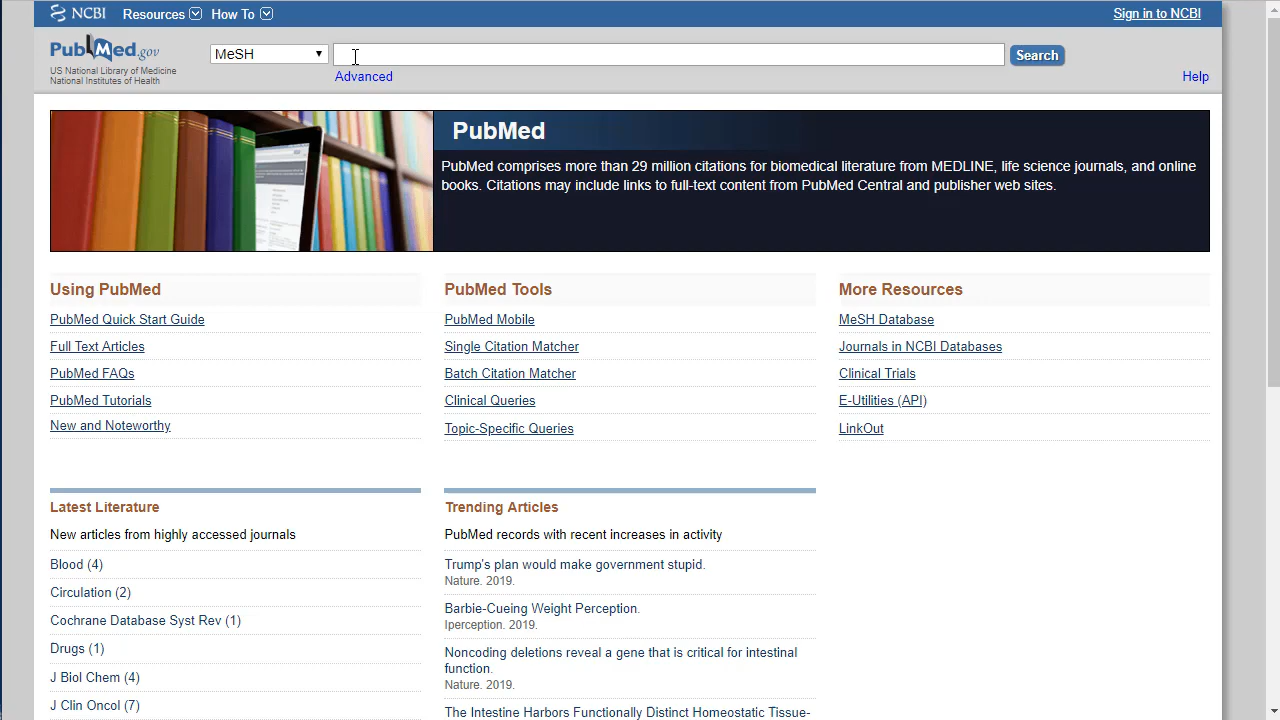 NCBI Resources How To Sign in to NCBI
PubMed.gov
US National Library of Medicine
National Institutes of Health
MeSH
Search
Advanced
Help
PubMed
PubMed comprises more than 29 million citations for biomedical literature from MEDLINE, life science journals, and online
books. Citations may include links to full-text content from PubMed Central and publisher web sites.
Using PubMed
PubMed Quick Start Guide
Full Text Articles
PubMed FAQs
PubMed Tutorials
New and Noteworthy
PubMed Tools
PubMed Mobile
Single Citation Matcher
Batch Citation Matcher
Clinical Queries
Topic-Specific Queries
More Resources
MeSH Database
Journals in NCBI Databases
Clinical Trials
E-Utilities (API)
LinkOut
Latest Literature
New articles from highly accessed journals
Blood (4)
Circulation (2)
Cochrane Database Syst Rev (1)
Drugs (1)
J Biol Chem (4)
J Clin Oncol (7)
Trending Articles
PubMed records with recent increases in activity
Trump's plan would make government stupid.
Nature. 2019.
Barbie-Cueing Weight Perception.
Iperception. 2019.
Noncoding deletions reveal a gene that is critical for intestinal
function.
Nature. 2019.
The Intestine Harbors Functionally Distinct Homeostatic Tissue-